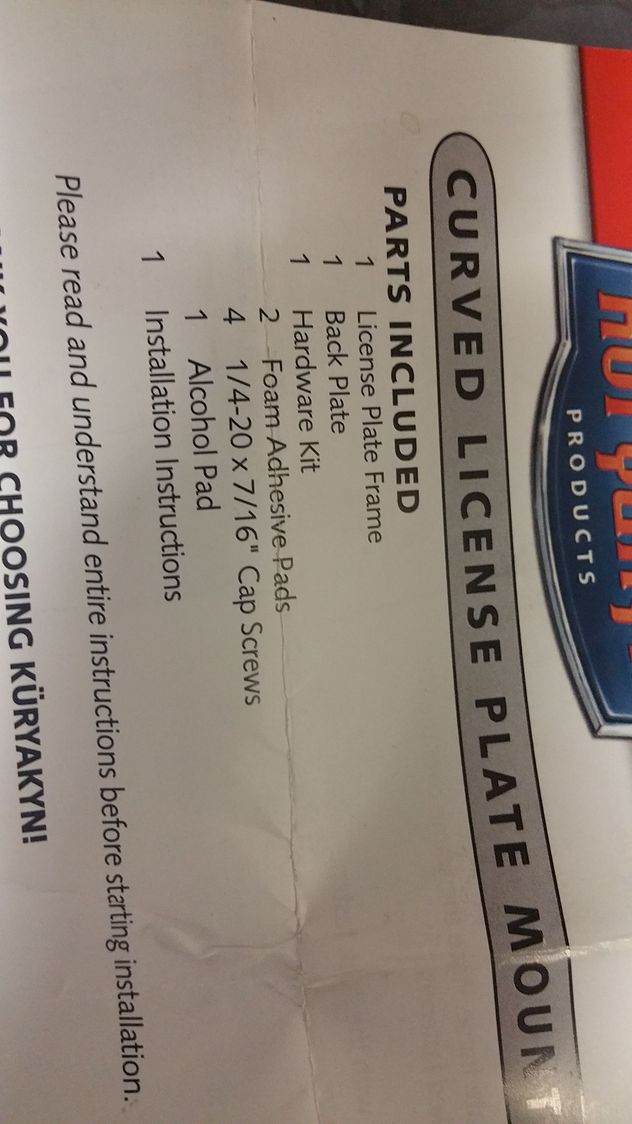 PRODUCTS
CURVED LICENSE PLATE
PARTS INCLUDED
1 License Plate Frame
1 Back Plate
1 Hardware Kit
2 Foam Adhesive Pads
4 1/4-20 x 7/16" Cap Screws
1 Alcohol Pad
1 Installation Instructions
Please read and understand entire instructions before starting installation.
YOU FOR CHOOSING KÜRYAKYN!